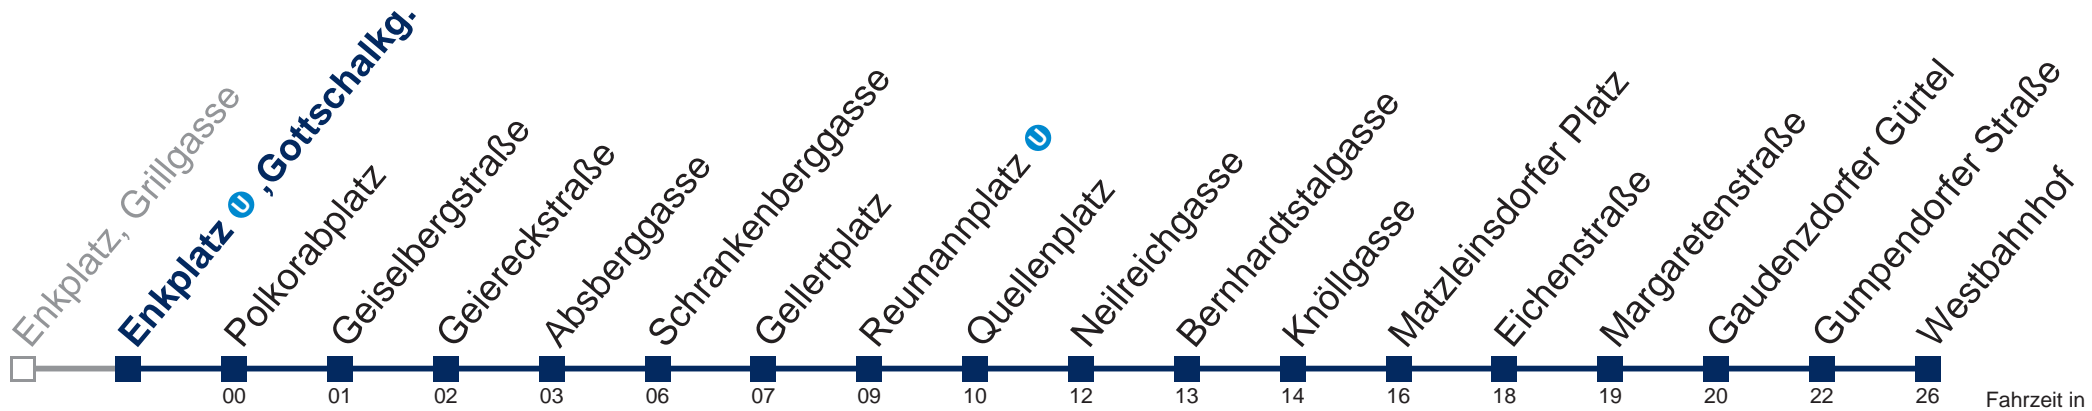 Enkplatz, Grillgasse
Enkplatz U ,Gottschalkg.
Polkorabplatz
Geiselbergstraße
Geiereckstraße
Absberggasse
Schrankenberggasse
Gellertplatz
Reumannplatz U
Quellenplatz
Neilreichgasse
Bernhardtstalgasse
Knöllgasse
Matzleinsdorfer Platz
Eichenstraße
Margaretenstraße
Gaudenzdorfer Gürtel
Gumpendorfer Straße
Westbahnhof
00 01 02 03 06 07 09 10 12 13 14 16 18 19 20 22 26 Fahrzeit in